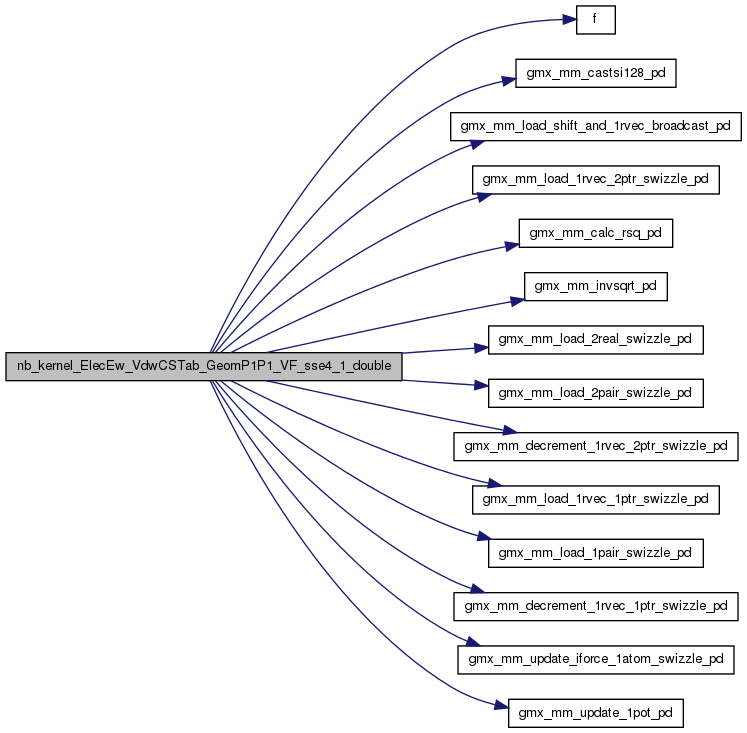 f
gmx_mm_castsi128_pd
gmx_mm_load_shift_and_1rvec_broadcast_pd
gmx_mm_load_1rvec_2ptr_swizzle_pd
gmx_mm_calc_rsq_pd
gmx_mm_invsqrt_pd
gmx_mm_load_2real_swizzle_pd
nb_kernel_ElecEw_VdwCSTab_GeomP1P1_VF_sse4_1_double
gmx_mm_load_2pair_swizzle_pd
gmx_mm_decrement_1rvec_2ptr_swizzle_pd
gmx_mm_load_1rvec_1ptr_swizzle_pd
gmx_mm_load_1pair_swizzle_pd
gmx_mm_decrement_1rvec_1ptr_swizzle_pd
gmx_mm_update_iforce_1atom_swizzle_pd
gmx_mm_update_1pot_pd